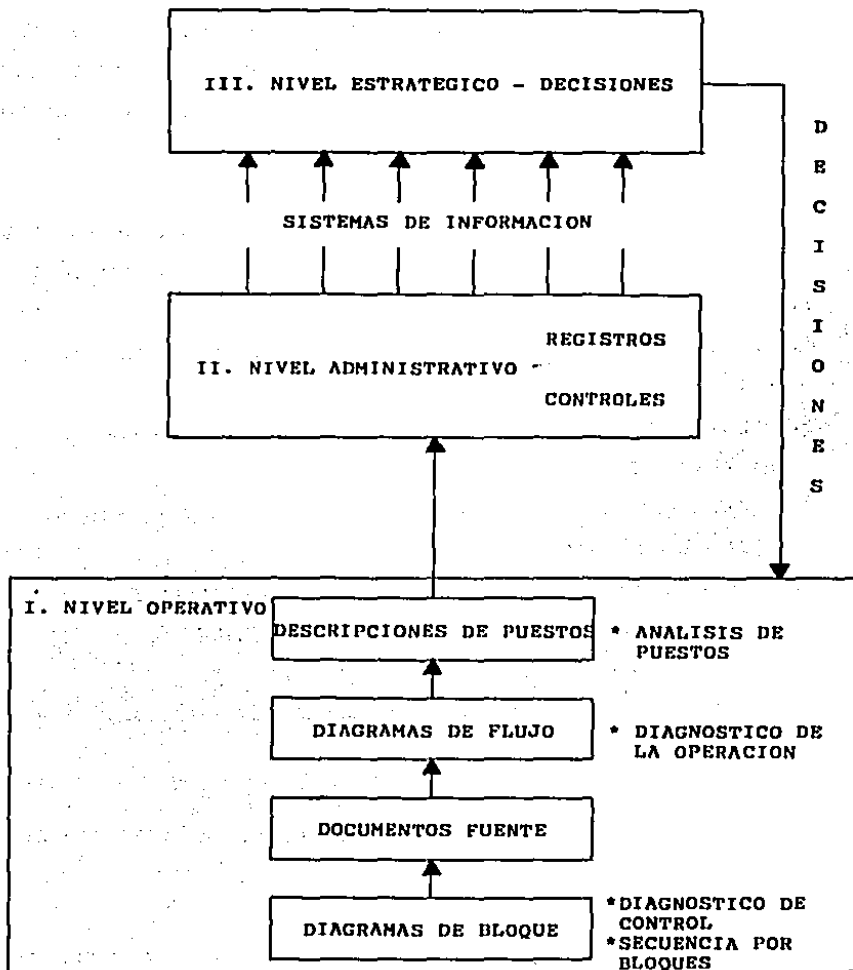 III. NIVEL ESTRATEGICO - DECISIONES
DECISIONES
SISTEMAS DE INFORMACION
REGISTROS
II. NIVEL ADMINISTRATIVO -
CONTROLES
I. NIVEL OPERATIVO
DESCRIPCIONES DE PUESTOS
* ANALISIS DE
PUESTOS
DIAGRAMAS DE FLUJO
* DIAGNOSTICO DE
LA OPERACION
DOCUMENTOS FUENTE
DIAGRAMAS DE BLOQUE
*DIAGNOSTICO DE
CONTROL
*SECUENCIA POR
BLOQUES